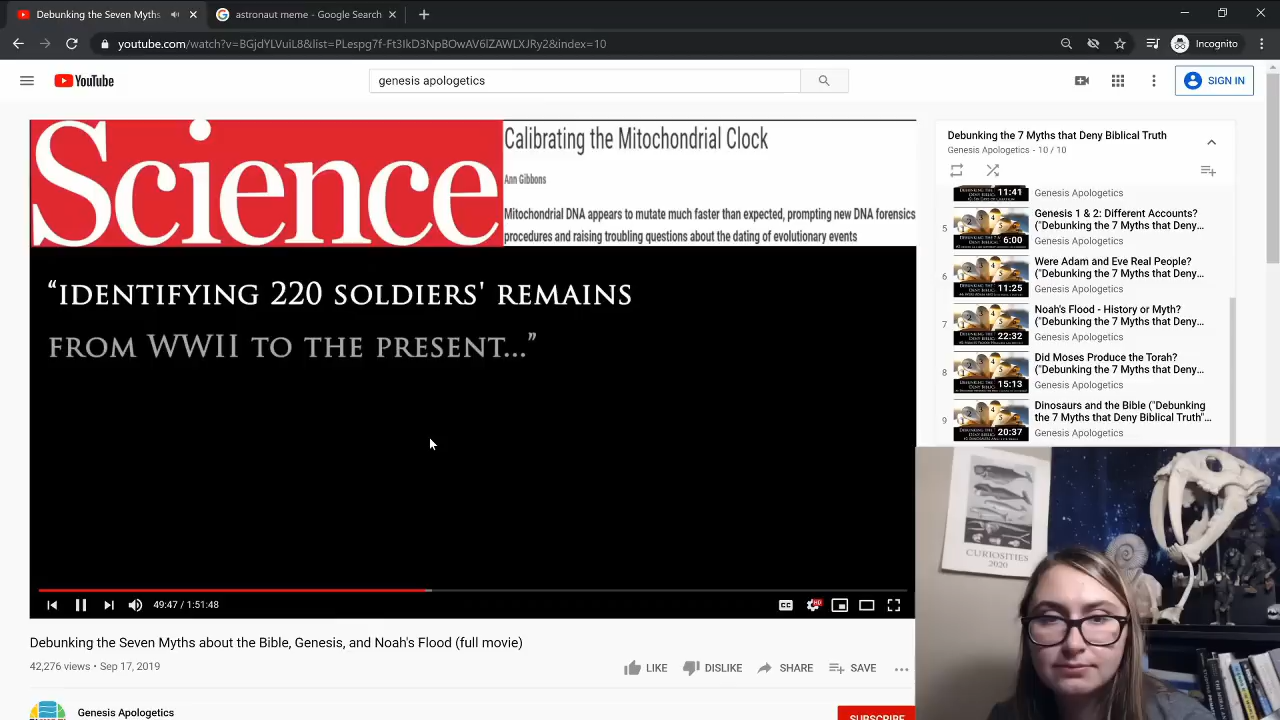 Debunking the Seven Myths
astronaut meme - Google Search
youtube.com/watch?v=BGjdYLVuiL8&list=PLespg7f-Ft3IkD3NpBOwAV6lZAWLXJRy2&index=10
Incognito
YouTube
genesis apologetics
SIGN IN
Science
Calibrating the Mitochondrial Clock
Ann Gibbons
Mitochondrial DNA appears to mutate much faster than expected, prompting new DNA forensics
procedures and raising troubling questions about the dating of evolutionary events
“IDENTIFYING 220 SOLDIERS' REMAINS
FROM WWII TO THE PRESENT...”
49:47 / 1:51:48
CC
HD
Debunking the Seven Myths about the Bible, Genesis, and Noah's Flood (full movie)
42,276 views • Sep 17, 2019
LIKE
DISLIKE
SHARE
SAVE
Genesis Apologetics
SUBSCRIBE
Debunking the 7 Myths that Deny Biblical Truth
Genesis Apologetics - 10 / 10
11:41
Genesis Apologetics
5
6:00
Genesis 1 & 2: Different Accounts?
("Debunking the 7 Myths that Deny...
Genesis Apologetics
6
11:25
Were Adam and Eve Real People?
("Debunking the 7 Myths that Deny...
Genesis Apologetics
7
22:32
Noah's Flood - History or Myth?
("Debunking the 7 Myths that Deny...
Genesis Apologetics
8
15:13
Did Moses Produce the Torah?
("Debunking the 7 Myths that Deny...
Genesis Apologetics
9
20:37
Dinosaurs and the Bible ("Debunking
the 7 Myths that Deny Biblical Truth"...
Genesis Apologetics
CURIOSITIES
2020